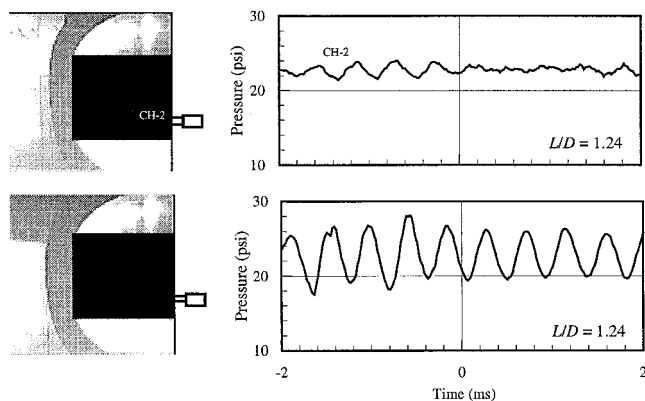 30
Pressure (psi)
CH-2
20
CH-2
L/D = 1.24
10
30
Pressure (psi)
20
L/D = 1.24
10
-2
0
2
Time (ms)